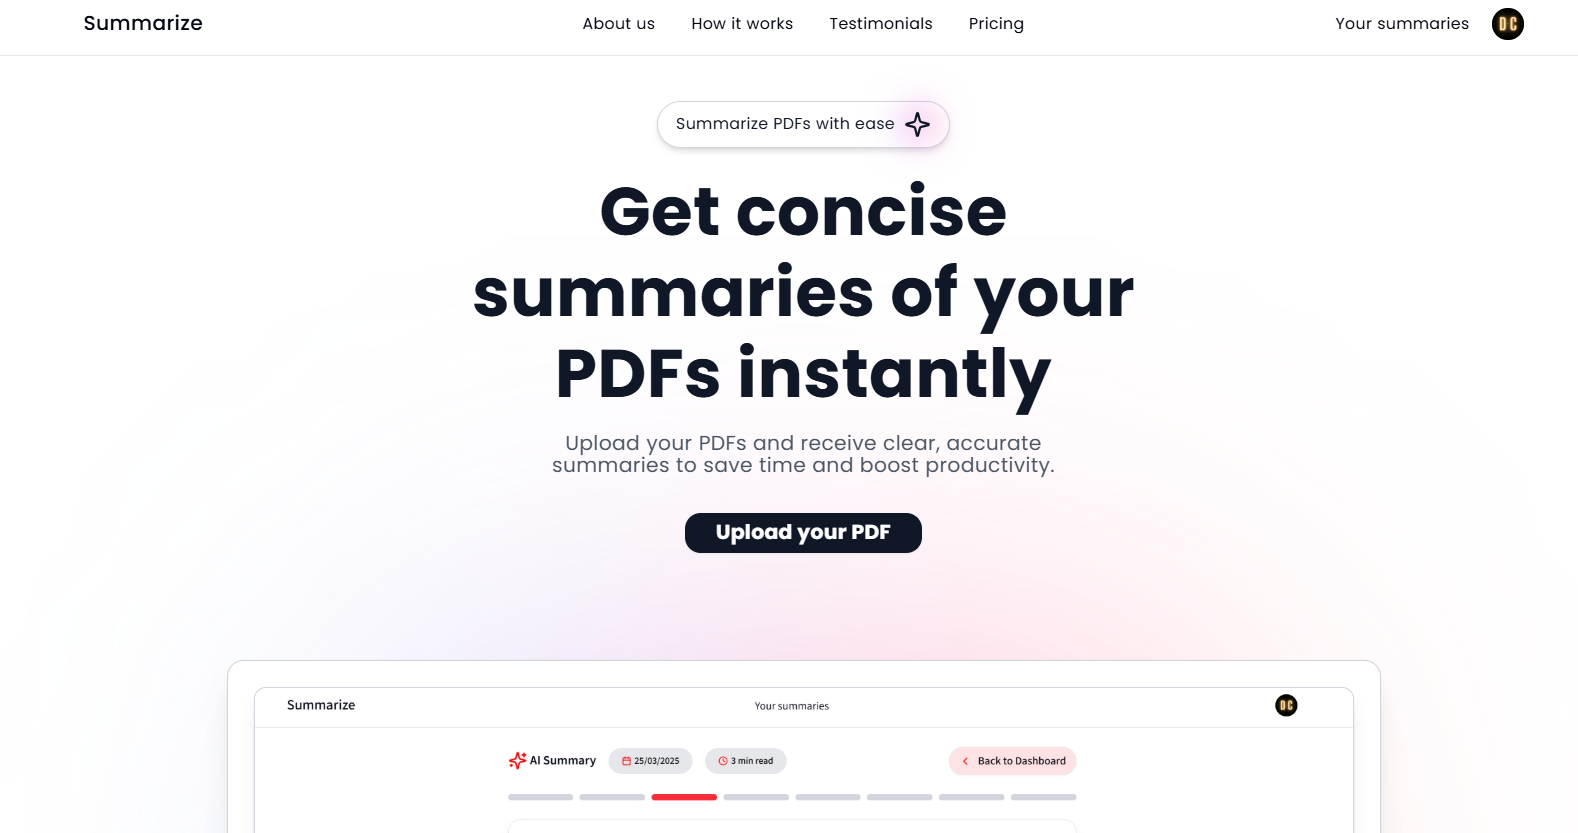 Summarize
About us
How it works
Testimonials
Pricing
Your summaries
DC
Summarize PDFs with ease
Get concise
summaries of your
PDFs instantly
Upload your PDFs and receive clear, accurate
summaries to save time and boost productivity.
Upload your PDF
Summarize
Your summaries
DC
AI Summary
25/03/2025
3 min read
Back to Dashboard